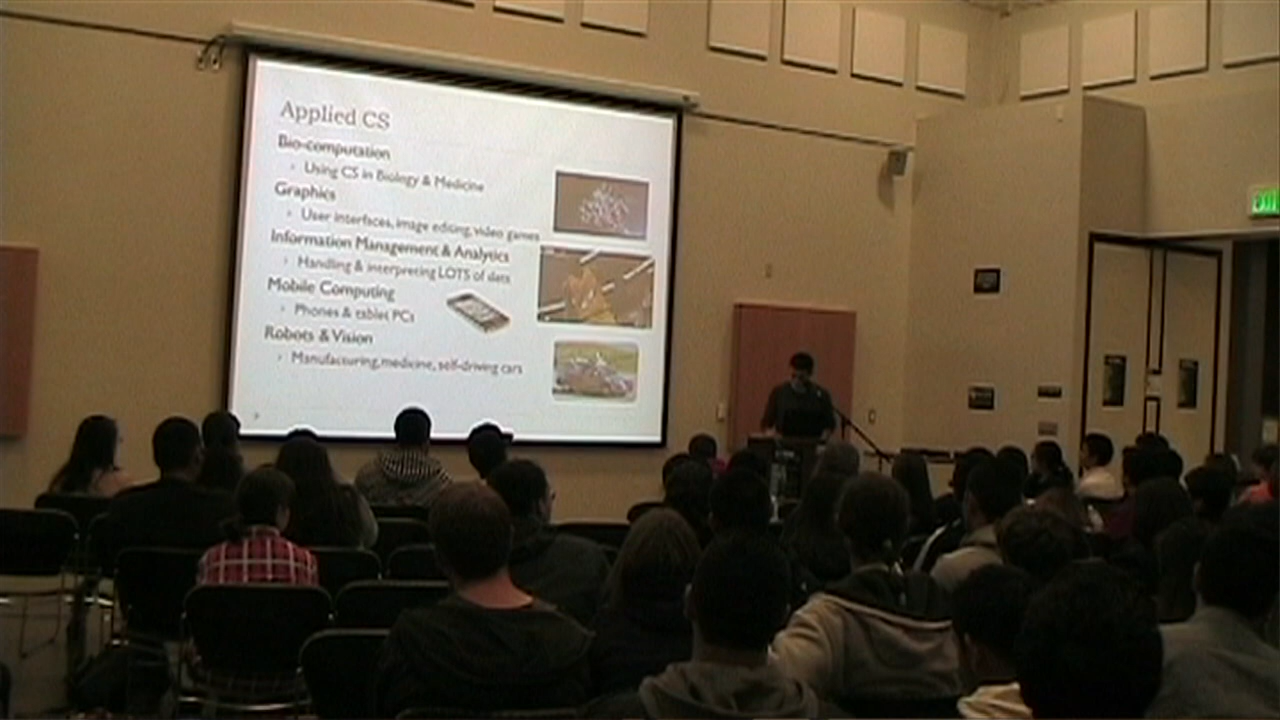 Applied CS
Bio-computation
Using CS in Biology & Medicine
Graphics
User interfaces, image editing, video games
Information Management & Analytics
Handling & interpreting LOTS of data
Mobile Computing
Phones & tablet PCs
Robots & Vision
Manufacturing, medicine, self-driving cars
EXIT